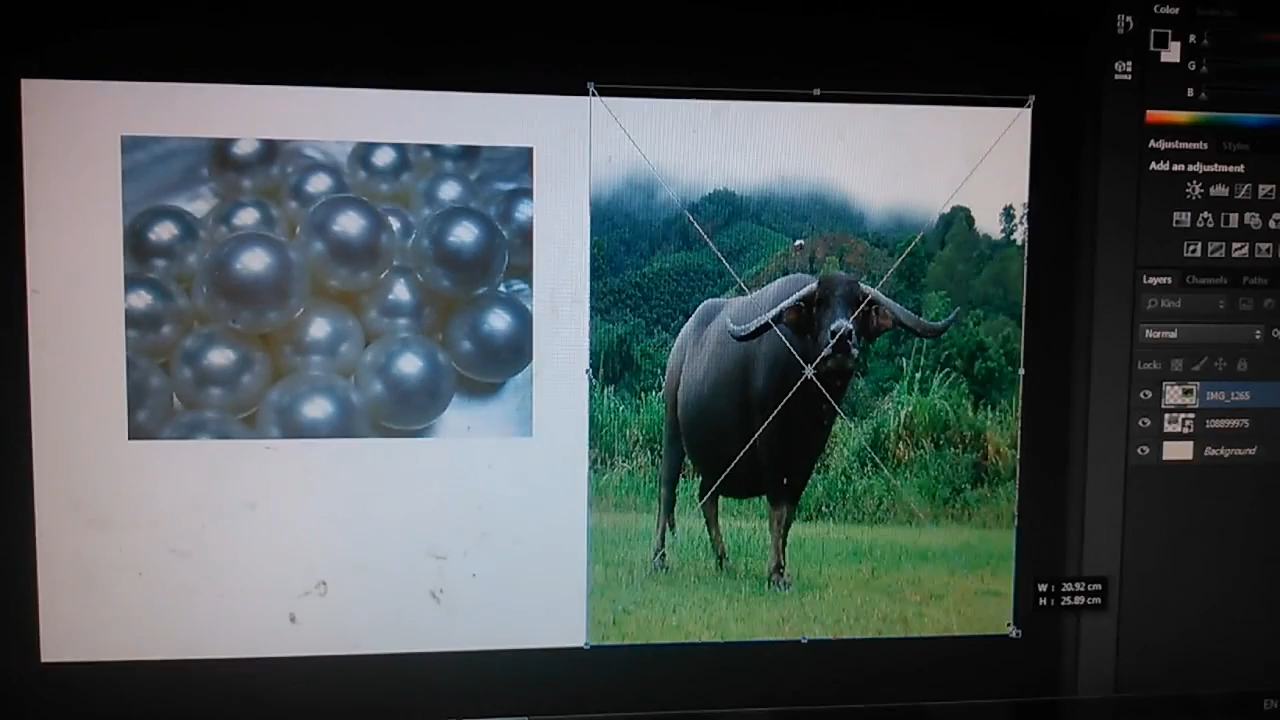 Color
R
G
B
Adjustments Styles
Add an adjustment
Layers Channels Paths
Kind
Normal
Lock:
IMG_1265
108899975
Background
W : 20.92 cm
H : 25.89 cm
EN